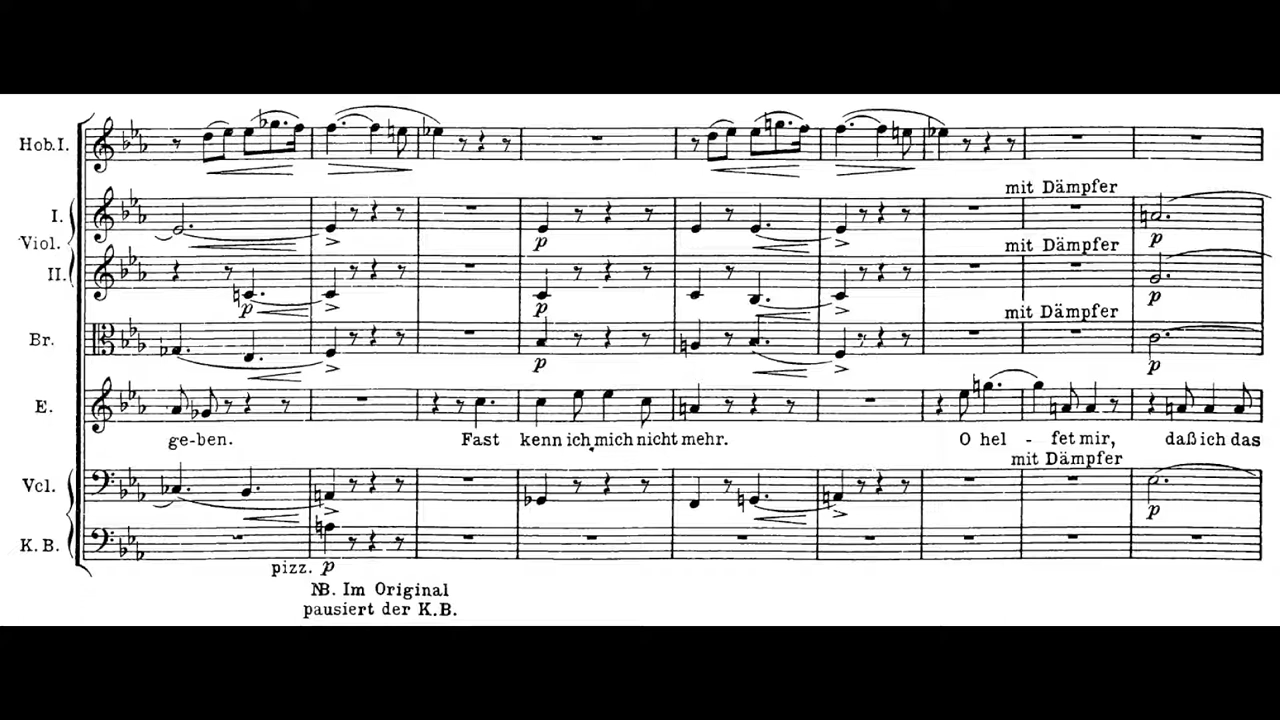 Hob.I.
mit Dämpfer
I.
Viol.
p p
mit Dämpfer
II.
p p p
mit Dämpfer
Br.
p p
E.
ge-ben. Fast kenn ich mich nicht mehr. O hel - fet mir, daß ich das
mit Dämpfer
Vcl.
p
K.B.
pizz. p
NB. Im Original
pausiert der K.B.